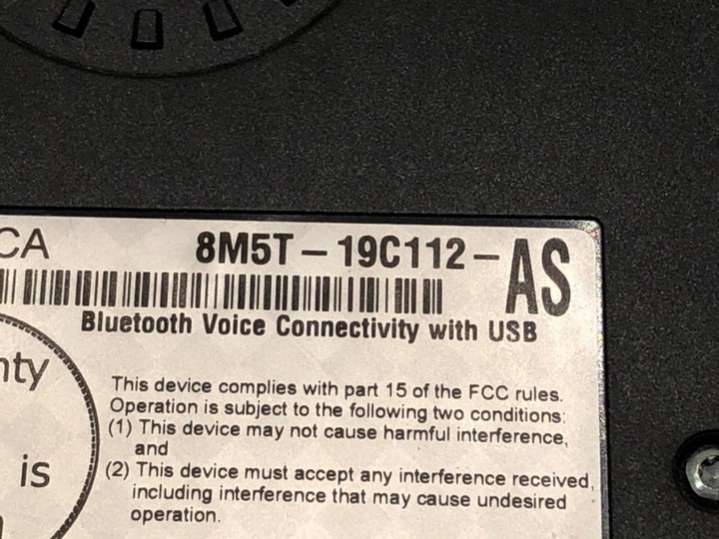 CA 8M5T-19C112-AS
Bluetooth Voice Connectivity with USB
nty
is
This device complies with part 15 of the FCC rules.
Operation is subject to the following two conditions:
(1) This device may not cause harmful interference,
and
(2) This device must accept any interference received,
including interference that may cause undesired
operation.